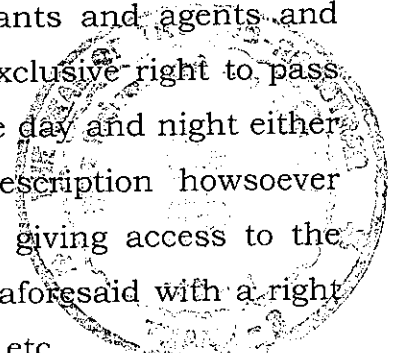 ants and agents and
xclusive right to pass
e day and night either
escription howsoever
giving access to the
aforesaid with a right
etc